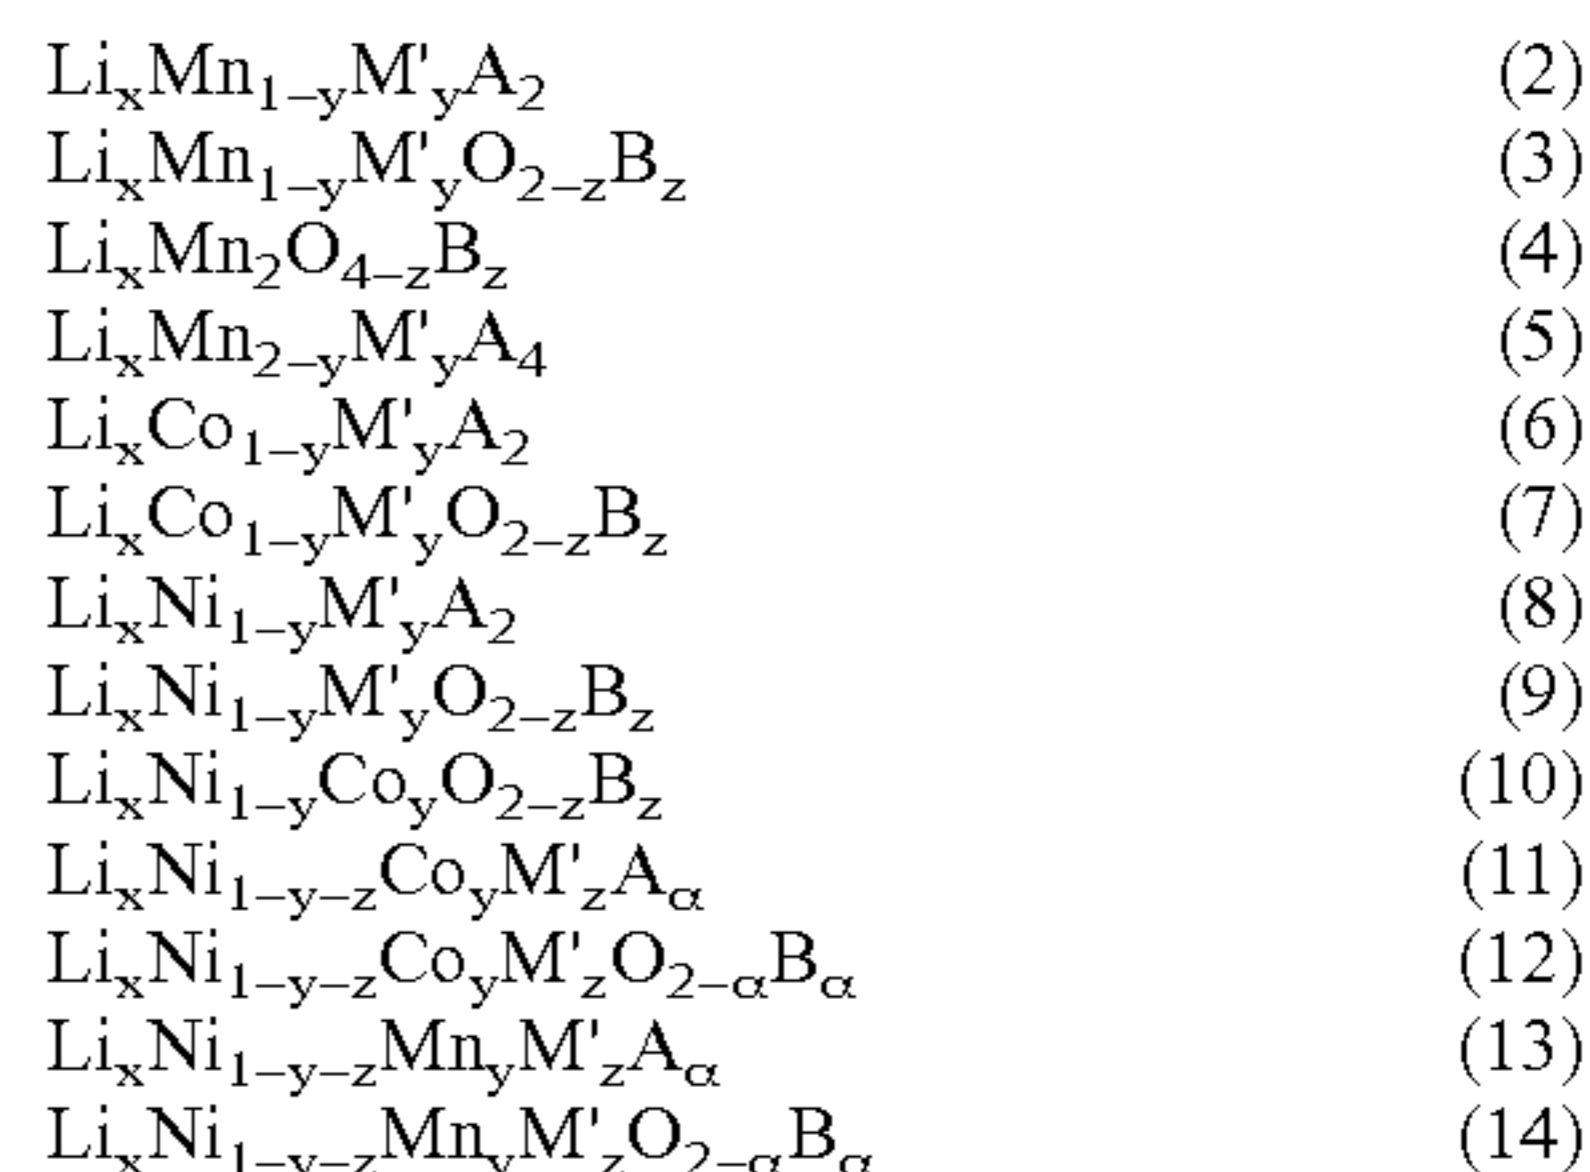 LiₓMn₁₋yM'yA₂ (2)
LiₓMn₁₋yM'yO₂₋zBz (3)
LiₓMn₂O₄₋zBz (4)
LiₓMn₂₋yM'yA₄ (5)
LiₓCo₁₋yM'yA₂ (6)
LiₓCo₁₋yM'yO₂₋zBz (7)
LiₓNi₁₋yM'yA₂ (8)
LiₓNi₁₋yM'yO₂₋zBz (9)
LiₓNi₁₋yCoyO₂₋zBz (10)
LiₓNi₁₋y₋zCoyM'zAα (11)
LiₓNi₁₋y₋zCoyM'zO₂₋αBα (12)
LiₓNi₁₋y₋zMnyM'zAα (13)
LiₓNi₁₋y₋zMnyM'zO₂₋αBα (14)